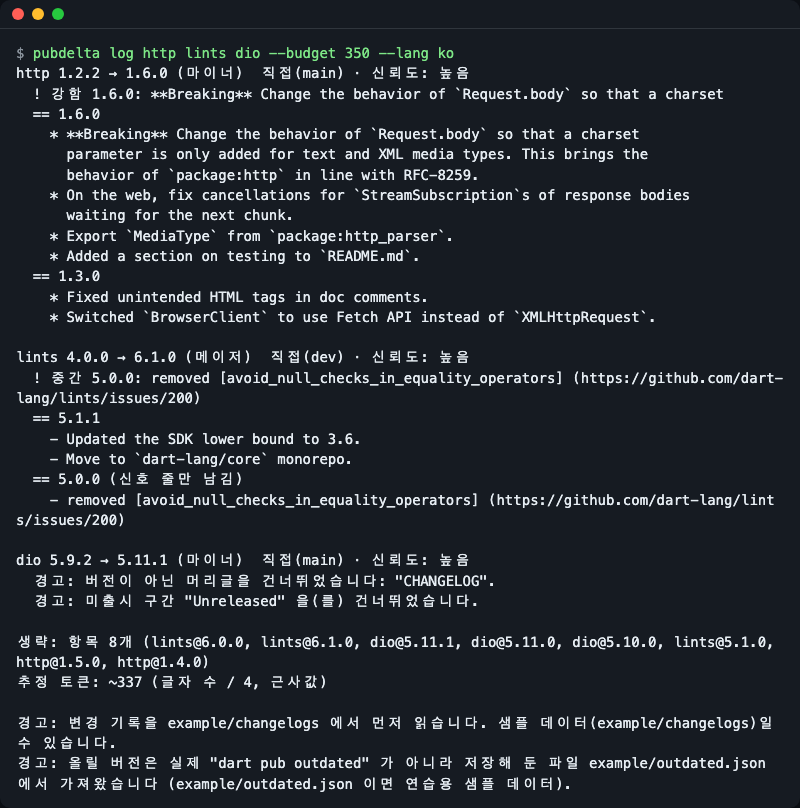 $ pubdelta log http lints dio --budget 350 --lang ko
http 1.2.2 → 1.6.0 (마이너)  직접(main) · 신뢰도: 높음
  ! 강함 1.6.0: **Breaking** Change the behavior of `Request.body` so that a charset
  == 1.6.0
    * **Breaking** Change the behavior of `Request.body` so that a charset
      parameter is only added for text and XML media types. This brings the
      behavior of `package:http` in line with RFC-8259.
    * On the web, fix cancellations for `StreamSubscription`s of response bodies
      waiting for the next chunk.
    * Export `MediaType` from `package:http_parser`.
    * Added a section on testing to `README.md`.
  == 1.3.0
    * Fixed unintended HTML tags in doc comments.
    * Switched `BrowserClient` to use Fetch API instead of `XMLHttpRequest`.

lints 4.0.0 → 6.1.0 (메이저)  직접(dev) · 신뢰도: 높음
  ! 중간 5.0.0: removed [avoid_null_checks_in_equality_operators] (https://github.com/dart-
lang/lints/issues/200)
  == 5.1.1
    - Updated the SDK lower bound to 3.6.
    - Move to `dart-lang/core` monorepo.
  == 5.0.0 (신호 줄만 남김)
    - removed [avoid_null_checks_in_equality_operators] (https://github.com/dart-lang/lint
s/issues/200)

dio 5.9.2 → 5.11.1 (마이너)  직접(main) · 신뢰도: 높음
  경고: 버전이 아닌 머리글을 건너뛰었습니다: "CHANGELOG".
  경고: 미출시 구간 "Unreleased" 을(를) 건너뛰었습니다.

생략: 항목 8개 (lints@6.0.0, lints@6.1.0, dio@5.11.1, dio@5.11.0, dio@5.10.0, lints@5.1.0,
http@1.5.0, http@1.4.0)
추정 토큰: ~337 (글자 수 / 4, 근사값)

경고: 변경 기록을 example/changelogs 에서 먼저 읽습니다. 샘플 데이터(example/changelogs)일
수 있습니다.
경고: 올릴 버전은 실제 "dart pub outdated" 가 아니라 저장해 둔 파일 example/outdated.json
에서 가져왔습니다 (example/outdated.json 이면 연습용 샘플 데이터).